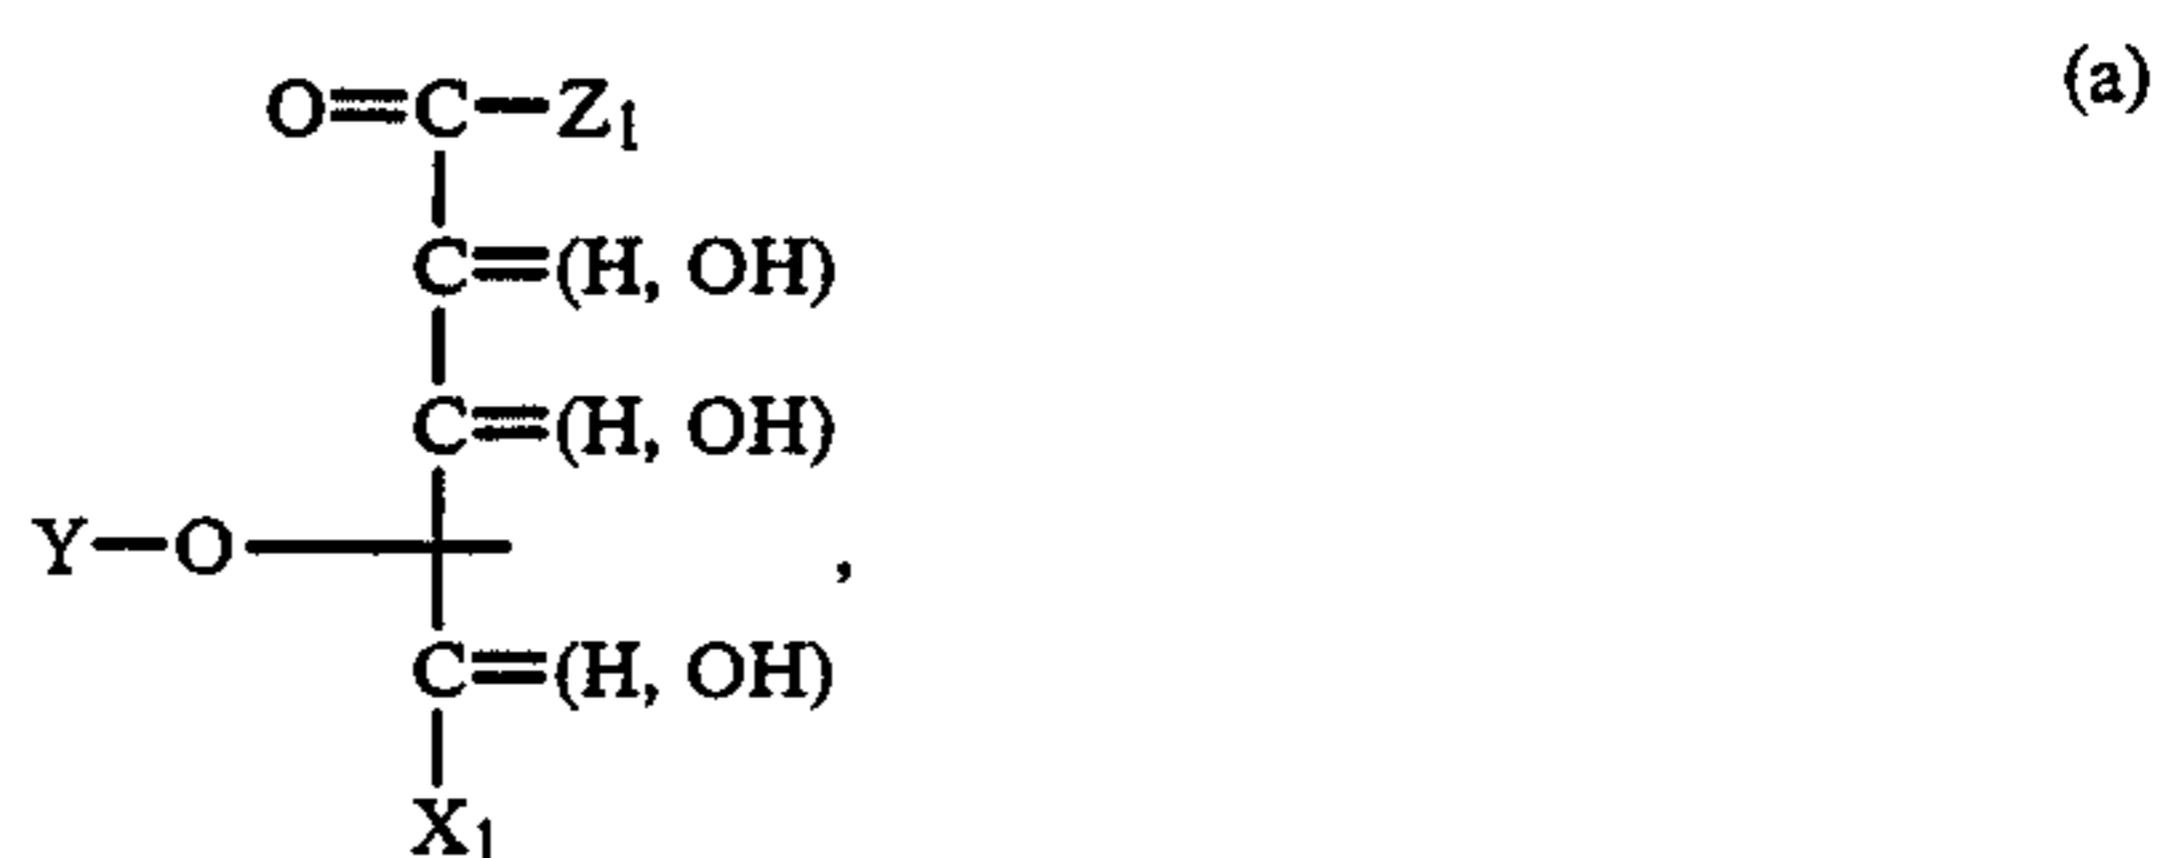 O=C-Z1 (a)
C=(H, OH)
C=(H, OH)
Y-O ,
C=(H, OH)
X1